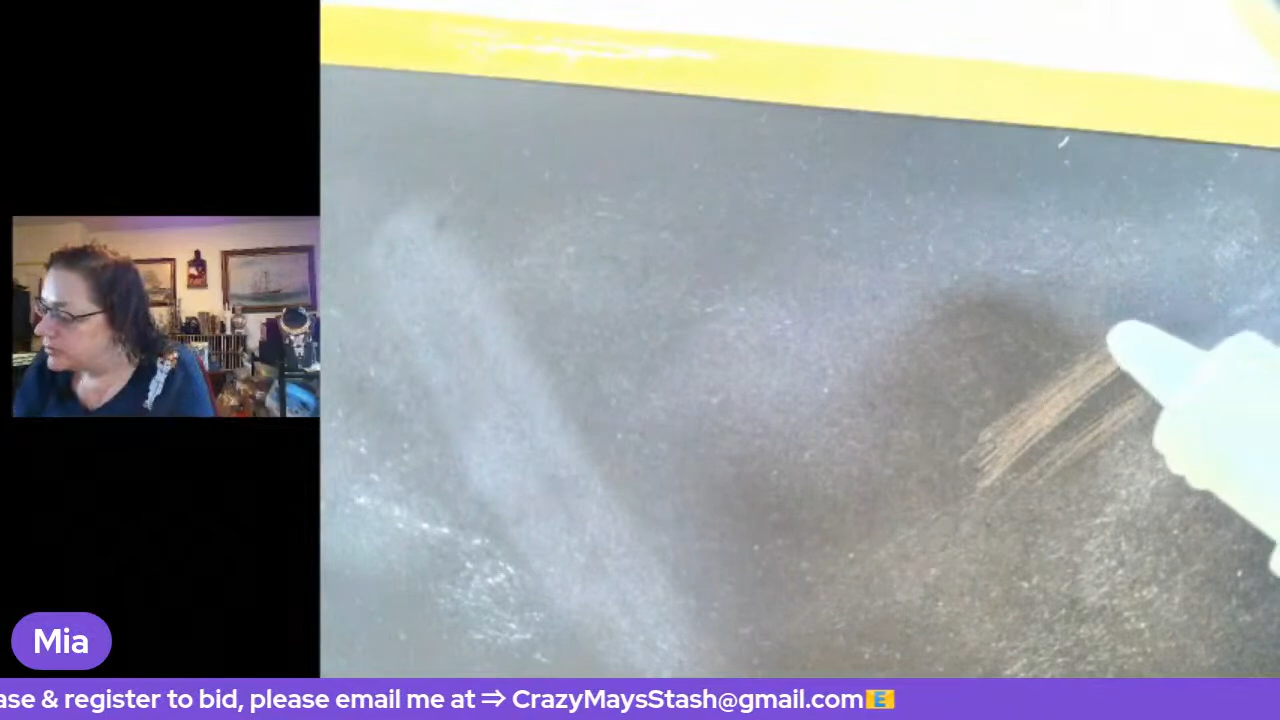 Mia
ase & register to bid, please email me at ⇒ CrazyMaysStash@gmail.com📧